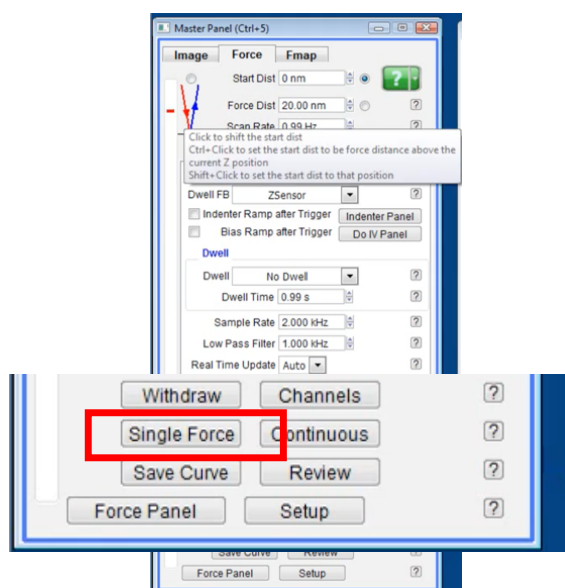 Master Panel (Ctrl+5)
Image Force Fmap
Start Dist 0 nm ?
Force Dist 20.00 nm ?
Scan Rate 0.99 Hz ?
Click to shift the start dist
Ctrl+Click to set the start dist to be force distance above the
current Z position
Shift+Click to set the start dist to that position
Dwell FB ZSensor ?
Indenter Ramp after Trigger Indenter Panel
Bias Ramp after Trigger Do IV Panel
Dwell
Dwell No Dwell ?
Dwell Time 0.99 s ?
Sample Rate 2.000 kHz ?
Low Pass Filter 1.000 kHz ?
Real Time Update Auto ?
Withdraw Channels ?
Single Force Continuous ?
Save Curve Review ?
Force Panel Setup ?
Save Curve Review
Force Panel Setup ?